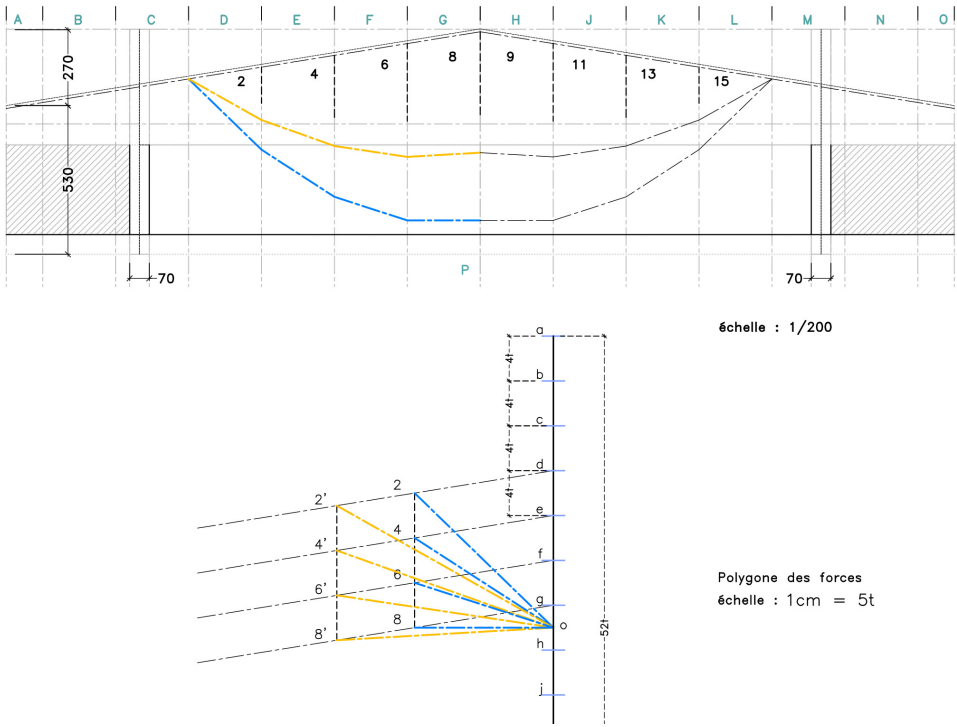 A B C D E F G H J K L M N O
270
2 4 6 8 9 11 13 15
530
70 P 70
échelle : 1/200
a
4t
b
4t
c
4t
d
4t
2
2'
e
4
4'
f
6
6'
g
8
8'
o
52t
h
j
Polygone des forces
échelle : 1cm = 5t